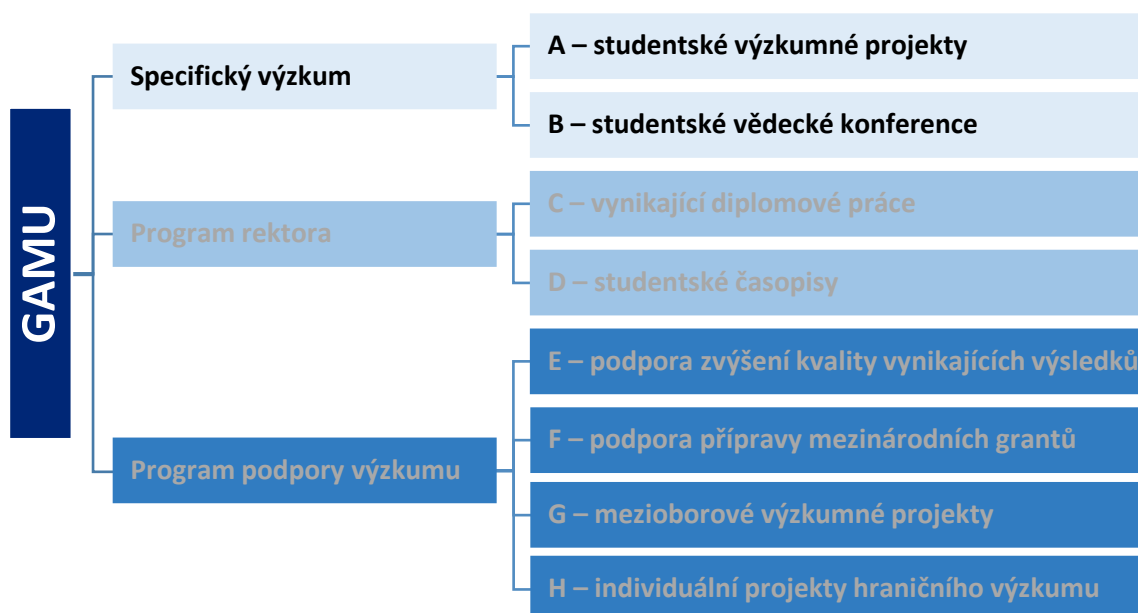 GAMU
Specifický výzkum
A – studentské výzkumné projekty
B – studentské vědecké konference
Program rektora
C – vynikající diplomové práce
D – studentské časopisy
Program podpory výzkumu
E – podpora zvýšení kvality vynikajících výsledků
F – podpora přípravy mezinárodních grantů
G – mezioborové výzkumné projekty
H – individuální projekty hraničního výzkumu